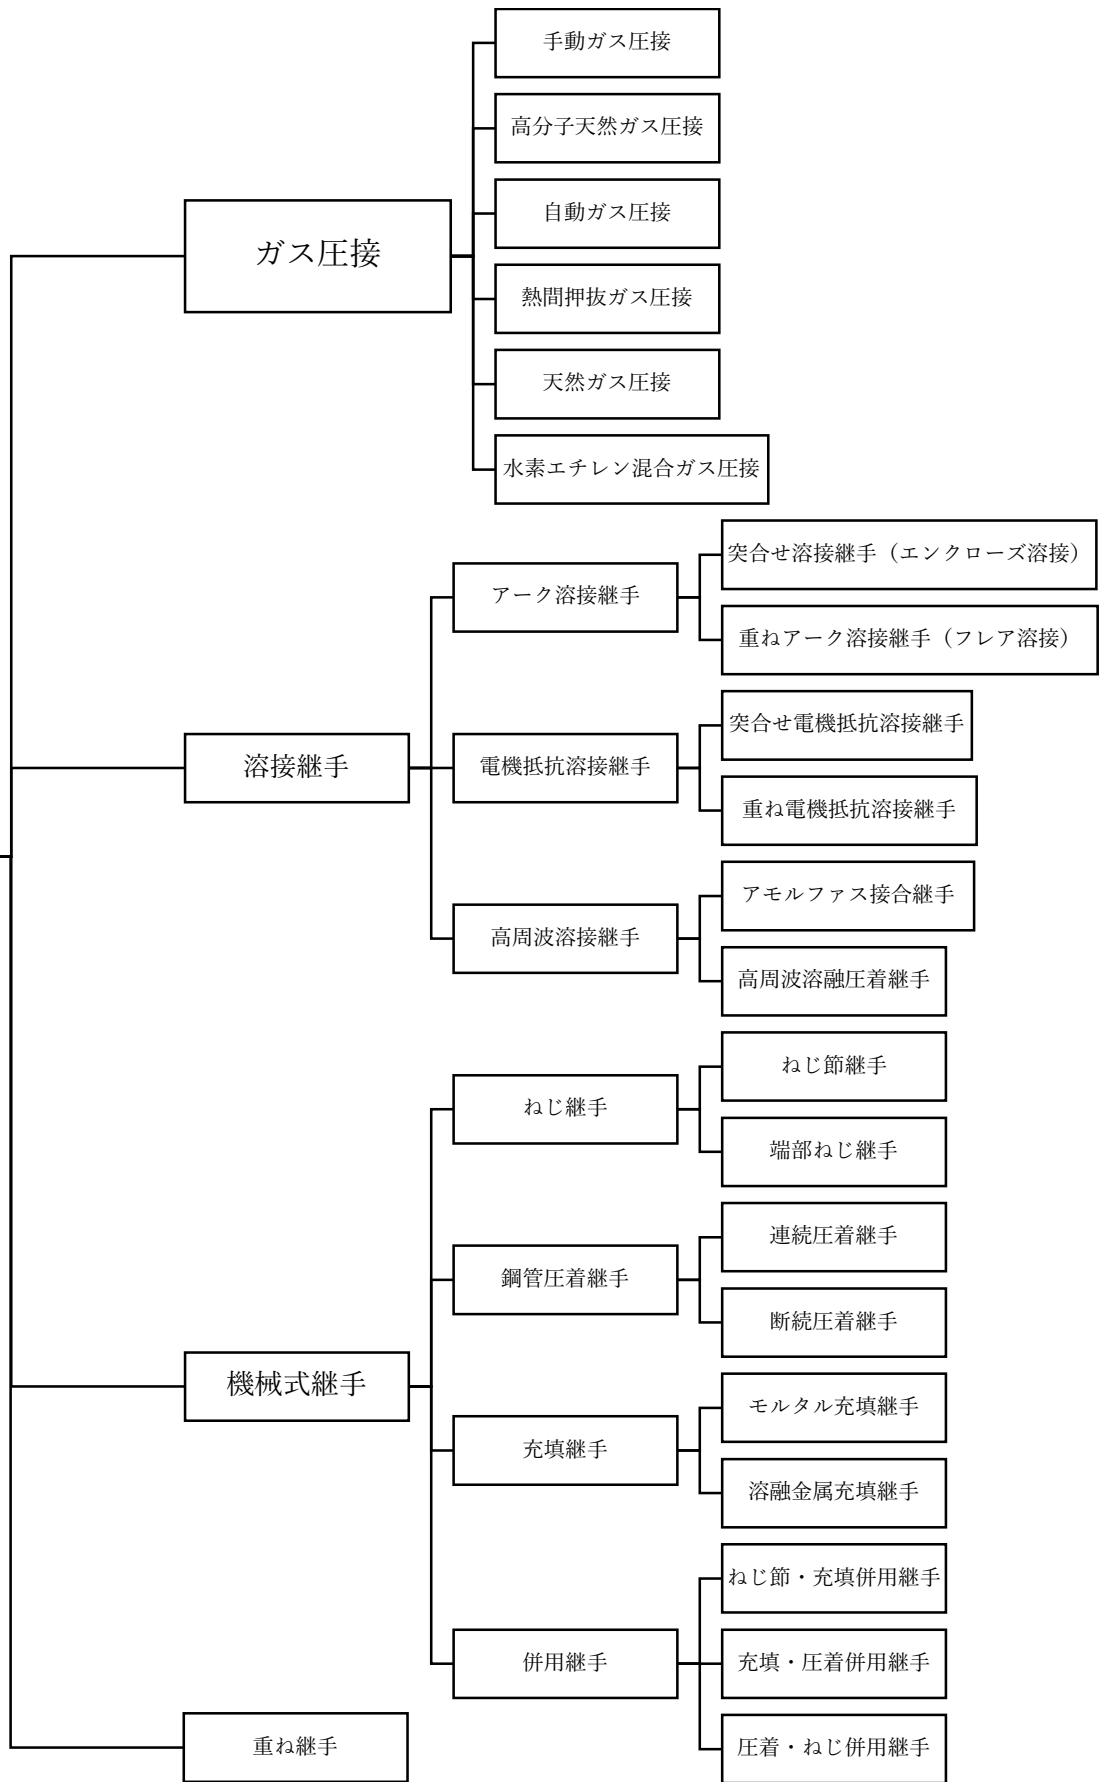 手動ガス圧接
高分子天然ガス圧接
自動ガス圧接
ガス圧接
熱間押抜ガス圧接
天然ガス圧接
水素エチレン混合ガス圧接
突合せ溶接継手（エンクローズ溶接）
アーク溶接継手
重ねアーク溶接継手（フレア溶接）
突合せ電機抵抗溶接継手
溶接継手
電機抵抗溶接継手
重ね電機抵抗溶接継手
アモルファス接合継手
高周波溶接継手
高周波溶融圧着継手
ねじ節継手
ねじ継手
端部ねじ継手
連続圧着継手
鋼管圧着継手
断続圧着継手
機械式継手
モルタル充填継手
充填継手
溶融金属充填継手
ねじ節・充填併用継手
併用継手
充填・圧着併用継手
重ね継手
圧着・ねじ併用継手